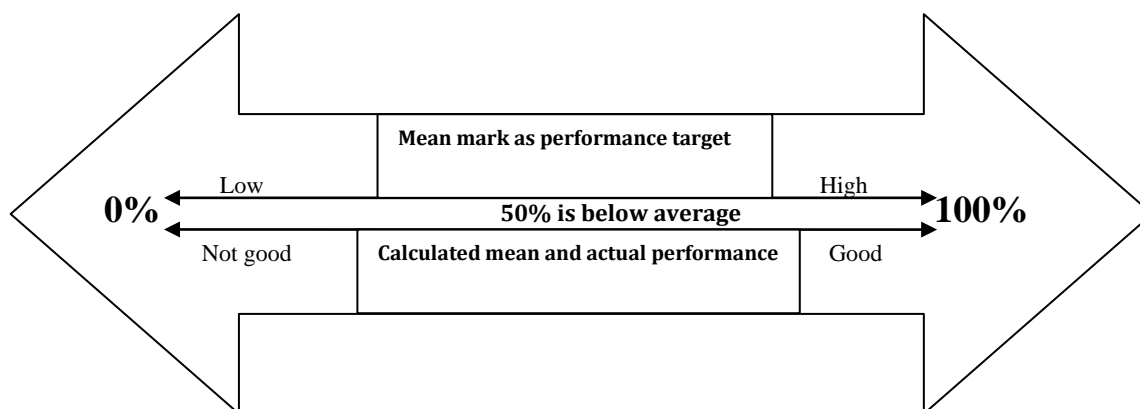 Mean mark as performance target
Low
High
0%
50% is below average
100%
Not good
Calculated mean and actual performance
Good